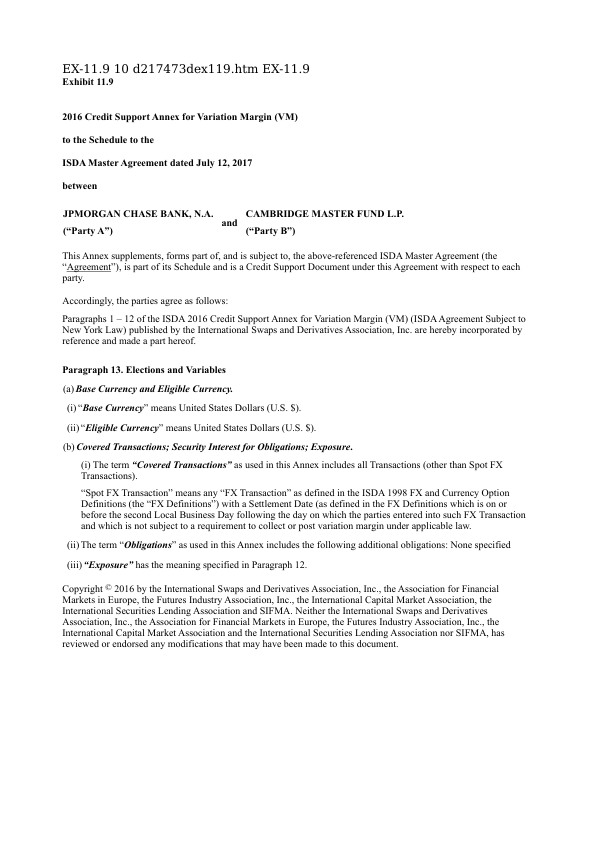 EX-11.9 10 d217473dex119.htm EX-11.9
Exhibit 11.9
2016 Credit Support Annex for Variation Margin (VM)
to the Schedule to the
ISDA Master Agreement dated July 12, 2017
between
JPMORGAN CHASE BANK, N.A. and CAMBRIDGE MASTER FUND L.P.
(“Party A”) (“Party B”)
This Annex supplements, forms part of, and is subject to, the above-referenced ISDA Master Agreement (the
“Agreement”), is part of its Schedule and is a Credit Support Document under this Agreement with respect to each
party.
Accordingly, the parties agree as follows:
Paragraphs 1 – 12 of the ISDA 2016 Credit Support Annex for Variation Margin (VM) (ISDA Agreement Subject to
New York Law) published by the International Swaps and Derivatives Association, Inc. are hereby incorporated by
reference and made a part hereof.
Paragraph 13. Elections and Variables
(a) Base Currency and Eligible Currency.
(i) “Base Currency” means United States Dollars (U.S. $).
(ii) “Eligible Currency” means United States Dollars (U.S. $).
(b) Covered Transactions; Security Interest for Obligations; Exposure.
(i) The term “Covered Transactions” as used in this Annex includes all Transactions (other than Spot FX
Transactions).
“Spot FX Transaction” means any “FX Transaction” as defined in the ISDA 1998 FX and Currency Option
Definitions (the “FX Definitions”) with a Settlement Date (as defined in the FX Definitions which is on or
before the second Local Business Day following the day on which the parties entered into such FX Transaction
and which is not subject to a requirement to collect or post variation margin under applicable law.
(ii) The term “Obligations” as used in this Annex includes the following additional obligations: None specified
(iii) “Exposure” has the meaning specified in Paragraph 12.
Copyright © 2016 by the International Swaps and Derivatives Association, Inc., the Association for Financial
Markets in Europe, the Futures Industry Association, Inc., the International Capital Market Association, the
International Securities Lending Association and SIFMA. Neither the International Swaps and Derivatives
Association, Inc., the Association for Financial Markets in Europe, the Futures Industry Association, Inc., the
International Capital Market Association and the International Securities Lending Association nor SIFMA, has
reviewed or endorsed any modifications that may have been made to this document.